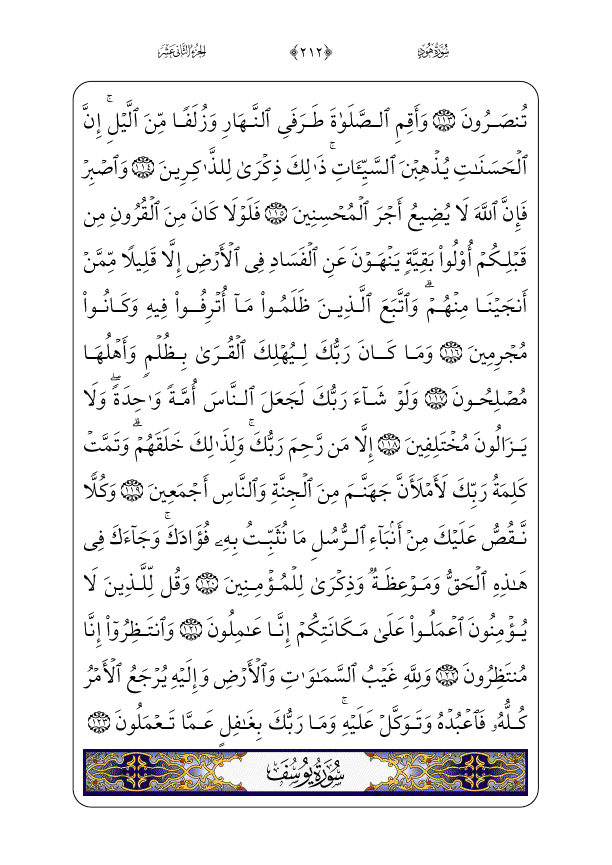 سُورَةُ هُودٍ ﴿٢١٢﴾ الجُزْءُ الثَّانِي عَشَرَ
تُنصَرُونَ ١١٣ وَأَقِمِ ٱلصَّلَوٰةَ طَرَفَيِ ٱلنَّهَارِ وَزُلَفًا مِّنَ ٱلَّيۡلِۚ إِنَّ
ٱلۡحَسَنَٰتِ يُذۡهِبۡنَ ٱلسَّيِّـَٔاتِۚ ذَٰلِكَ ذِكۡرَىٰ لِلذَّٰكِرِينَ ١١٤ وَٱصۡبِرۡ
فَإِنَّ ٱللَّهَ لَا يُضِيعُ أَجۡرَ ٱلۡمُحۡسِنِينَ ١١٥ فَلَوۡلَا كَانَ مِنَ ٱلۡقُرُونِ مِن
قَبۡلِكُمۡ أُوْلُواْ بَقِيَّةٖ يَنۡهَوۡنَ عَنِ ٱلۡفَسَادِ فِي ٱلۡأَرۡضِ إِلَّا قَلِيلٗا مِّمَّنۡ
أَنجَيۡنَا مِنۡهُمۡۗ وَٱتَّبَعَ ٱلَّذِينَ ظَلَمُواْ مَآ أُتۡرِفُواْ فِيهِ وَكَانُواْ
مُجۡرِمِينَ ١١٦ وَمَا كَانَ رَبُّكَ لِيُهۡلِكَ ٱلۡقُرَىٰ بِظُلۡمٖ وَأَهۡلُهَا
مُصۡلِحُونَ ١١٧ وَلَوۡ شَآءَ رَبُّكَ لَجَعَلَ ٱلنَّاسَ أُمَّةٗ وَٰحِدَةٗۖ وَلَا
يَزَالُونَ مُخۡتَلِفِينَ ١١٨ إِلَّا مَن رَّحِمَ رَبُّكَۚ وَلِذَٰلِكَ خَلَقَهُمۡۗ وَتَمَّتۡ
كَلِمَةُ رَبِّكَ لَأَمۡلَأَنَّ جَهَنَّمَ مِنَ ٱلۡجِنَّةِ وَٱلنَّاسِ أَجۡمَعِينَ ١١٩ وَكُلّٗا
نَّقُصُّ عَلَيۡكَ مِنۡ أَنۢبَآءِ ٱلرُّسُلِ مَا نُثَبِّتُ بِهِۦ فُؤَادَكَۚ وَجَآءَكَ فِي
هَٰذِهِ ٱلۡحَقُّ وَمَوۡعِظَةٞ وَذِكۡرَىٰ لِلۡمُؤۡمِنِينَ ١٢٠ وَقُل لِّلَّذِينَ لَا
يُؤۡمِنُونَ ٱعۡمَلُواْ عَلَىٰ مَكَانَتِكُمۡ إِنَّا عَٰمِلُونَ ١٢١ وَٱنتَظِرُوٓاْ إِنَّا
مُنتَظِرُونَ ١٢٢ وَلِلَّهِ غَيۡبُ ٱلسَّمَٰوَٰتِ وَٱلۡأَرۡضِ وَإِلَيۡهِ يُرۡجَعُ ٱلۡأَمۡرُ
كُلُّهُۥ فَٱعۡبُدۡهُ وَتَوَكَّلۡ عَلَيۡهِۚ وَمَا رَبُّكَ بِغَٰفِلٍ عَمَّا تَعۡمَلُونَ ١٢٣
سُورَةُ يُوسُفَ